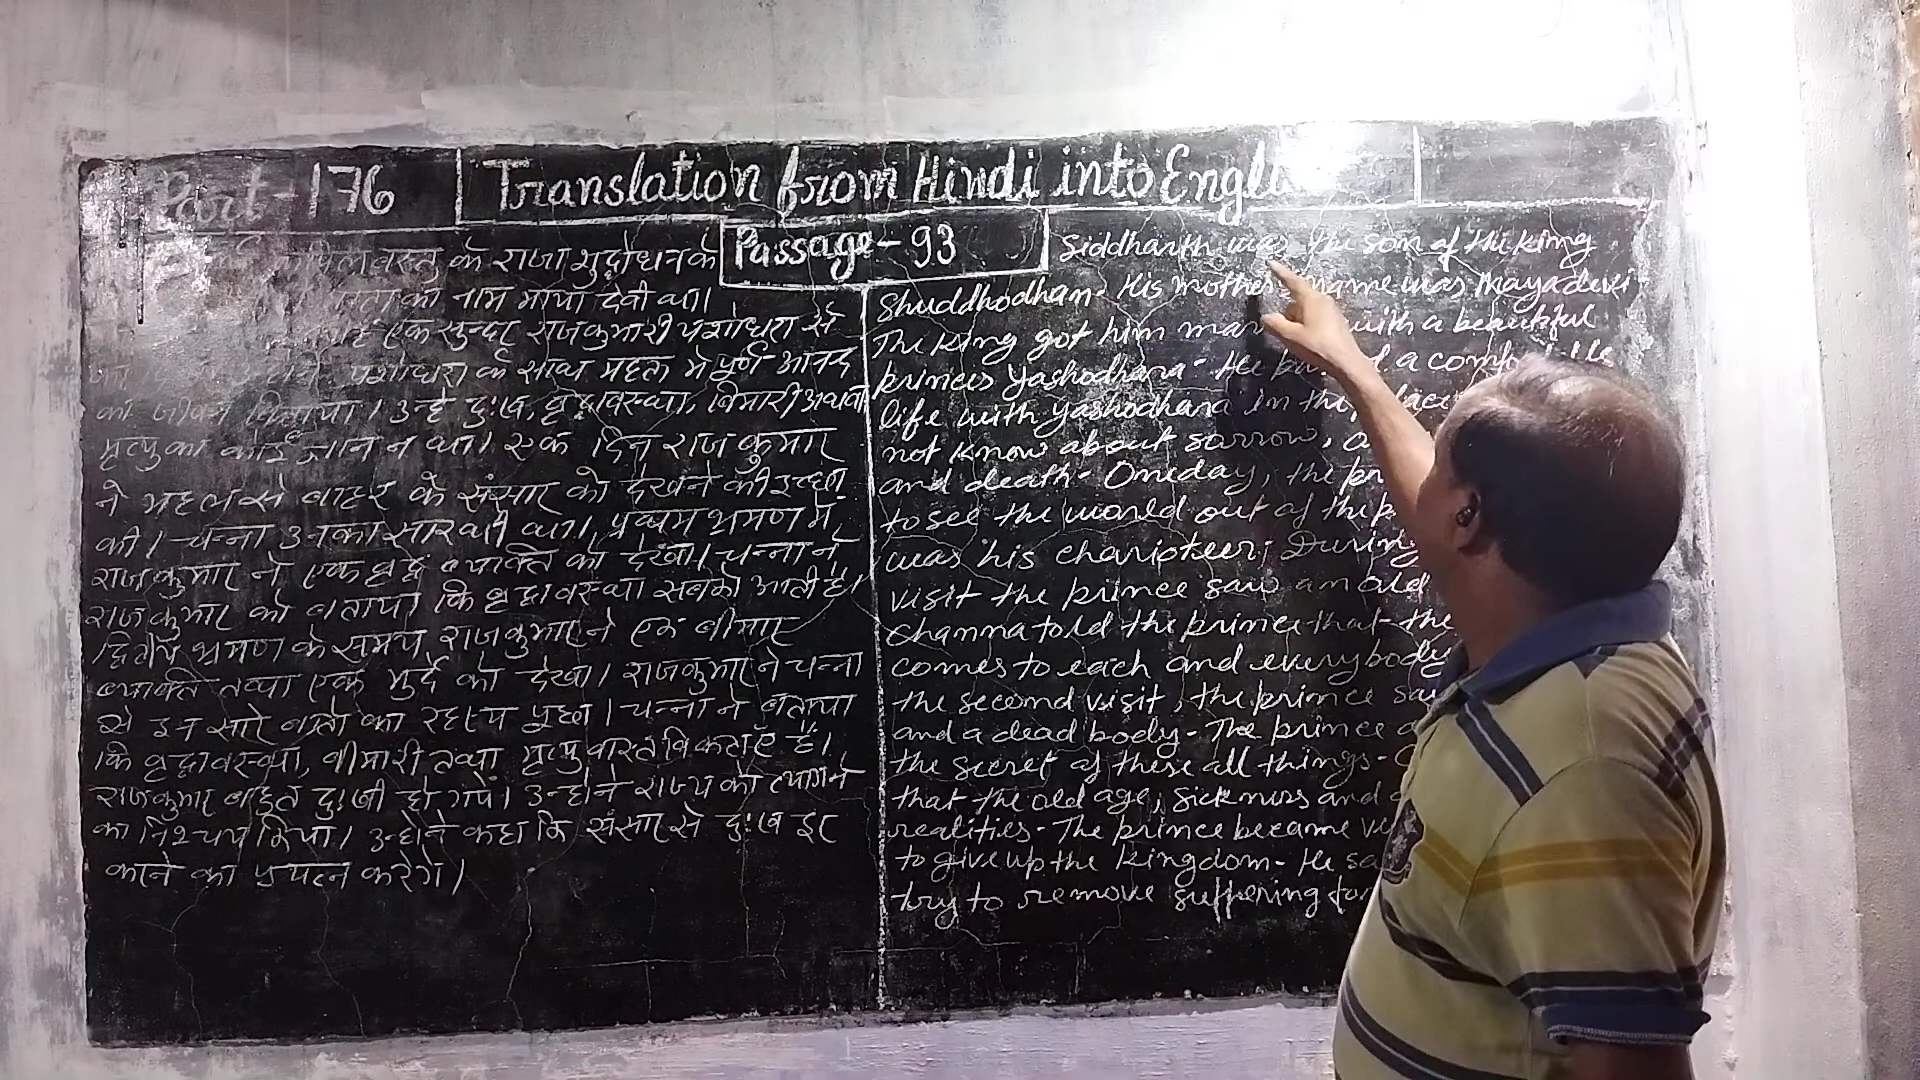 Part-176
Translation from Hindi into
Passage-93
के राजा शुद्धोधन के
का नाम माया देवी था।
एक सुन्दर राजकुमारी यशोधरा से
यशोधरा के साथ महल में पूर्ण आनंद
का जीवन बिताया। उन्हें दुःख, वृद्धावस्था, बिमारी अथवा
मृत्यु का कोई ज्ञान न था। एक दिन राज कुमार
ने महल से बाहर के संसार को देखने की इच्छा
की। चन्ना उनका सारथी था। प्रथम भ्रमण में,
राजकुमार ने एक वृद्ध व्यक्ति को देखा। चन्ना ने
राजकुमार को बताया कि वृद्धावस्था सबको आती है।
द्वितीय भ्रमण के समय, राजकुमार ने एक बीमार
व्यक्ति तथा एक मुर्दे को देखा। राजकुमार ने चन्ना
से इन सारे बातों का रहस्य पूछा। चन्ना ने बताया
कि वृद्धावस्था, बीमारी तथा मृत्यु वास्तविकताएँ हैं।
राजकुमार बहुत दुःखी हो गये। उन्होंने राज्य को त्यागने
का निश्चय किया। उन्होंने कहा कि संसार से दुःख दूर
करने का प्रयत्न करेंगे।
Siddharth was the son of the king
Shuddhodhan. His mother's name was Mayadevi.
The king got him with a beautiful
princes Yashodhara. He a
life with yashodhara in the
not know about sarrow,
and death. Oneday, the
to see the world out of the
was his charioteer; During
visit the prince saw an old
Channa told the prince that the
comes to each and everybody
the second visit, the prince
and a dead body. The prince
the secret of these all things.
that the old age, sickness and
realities. The prince became
to give up the kingdom. He
try to remove suffering